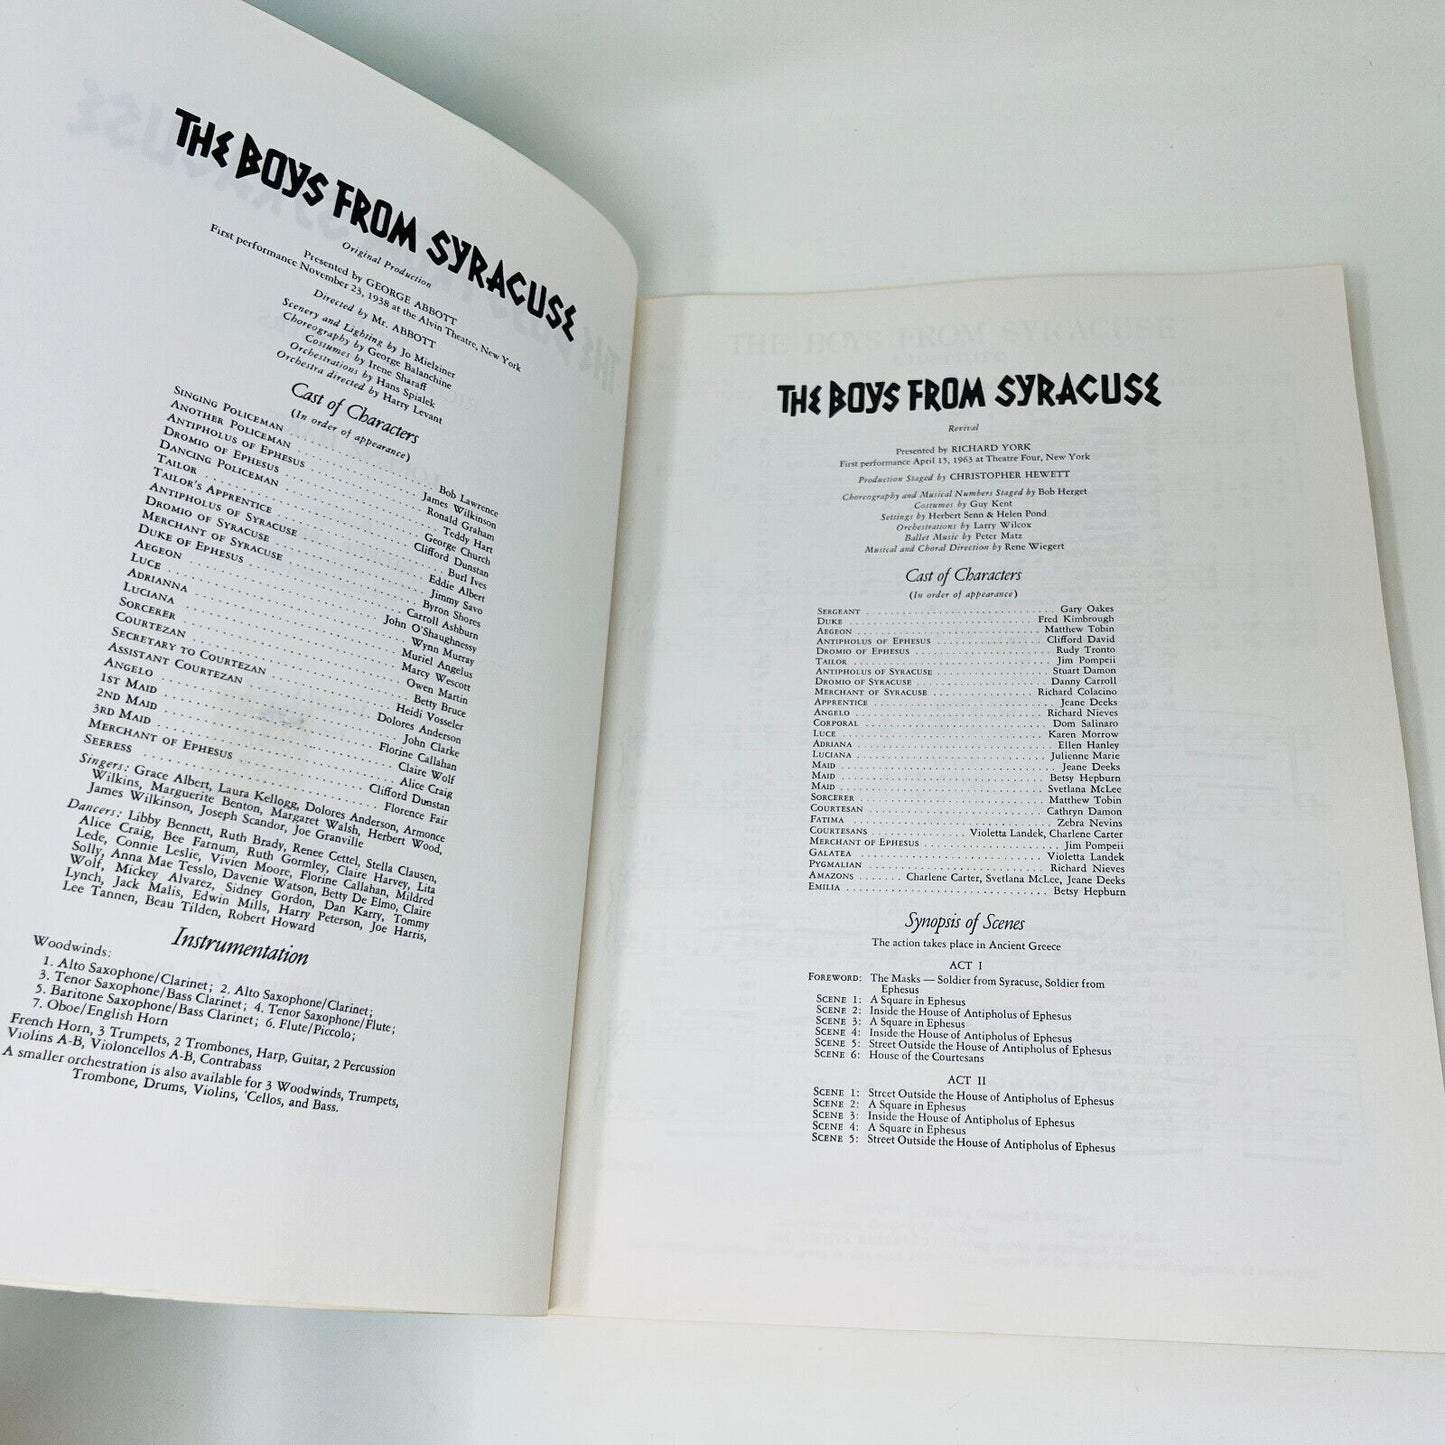 THE BOYS FROM SYRACUSE
Original Production
Presented by GEORGE ABBOTT
First performance November 23, 1938 at the Alvin Theatre, New York
Directed by Mr. ABBOTT
Scenery and Lighting by Jo Mielziner
Choreography by George Balanchine
Costumes by Irene Sharaff
Orchestrations by Hans Spialek
Orchestra directed by Harry Levant
Cast of Characters
(In order of appearance)
SINGING POLICEMAN Bob Lawrence
ANOTHER POLICEMAN James Wilkinson
ANTIPHOLUS OF EPHESUS Ronald Graham
DROMIO OF EPHESUS Teddy Hart
DANCING POLICEMAN George Church
TAILOR Clifford Dunstan
TAILOR'S APPRENTICE Burl Ives
ANTIPHOLUS OF SYRACUSE Eddie Albert
DROMIO OF SYRACUSE Jimmy Savo
MERCHANT OF SYRACUSE Byron Shores
DUKE OF EPHESUS Carroll Ashburn
AEGEON John O'Shaughnessy
LUCE Wynn Murray
ADRIANNA Muriel Angelus
LUCIANA Marcy Wescott
SORCERER Owen Martin
COURTEZAN Betty Bruce
SECRETARY TO COURTEZAN Heidi Vosseler
ASSISTANT COURTEZAN Dolores Anderson
ANGELO John Clarke
1ST MAID Florine Callahan
2ND MAID Claire Wolf
3RD MAID Alice Craig
MERCHANT OF EPHESUS Clifford Dunstan
SEERESS Florence Fair
Singers: Grace Albert, Laura Kellogg, Dolores Anderson, Armonce
Wilkins, Marguerite Benton, Margaret Walsh, Herbert Wood,
James Wilkinson, Joseph Scandor, Joe Granville
Dancers: Libby Bennett, Ruth Brady, Renee Cettel, Stella Clausen,
Alice Craig, Bee Farnum, Ruth Gormley, Claire Harvey, Lita
Lede, Connie Leslie, Vivien Moore, Florine Callahan, Mildred
Solly, Anna Mae Tesslo, Davenie Watson, Betty De Elmo, Claire
Wolf, Mickey Alvarez, Sidney Gordon, Dan Karry, Tommy
Lynch, Jack Malis, Edwin Mills, Harry Peterson, Joe Harris,
Lee Tannen, Beau Tilden, Robert Howard
Instrumentation
Woodwinds:
1. Alto Saxophone/Clarinet; 2. Alto Saxophone/Clarinet;
3. Tenor Saxophone/Bass Clarinet; 4. Tenor Saxophone/Flute;
5. Baritone Saxophone/Bass Clarinet; 6. Flute/Piccolo;
7. Oboe/English Horn
French Horn, 3 Trumpets, 2 Trombones, Harp, Guitar, 2 Percussion
Violins A-B, Violoncellos A-B, Contrabass
A smaller orchestration is also available for 3 Woodwinds, Trumpets,
Trombone, Drums, Violins, 'Cellos, and Bass.
THE BOYS FROM SYRACUSE
Revival
Presented by RICHARD YORK
First performance April 15, 1963 at Theatre Four, New York
Production Staged by CHRISTOPHER HEWETT
Choreography and Musical Numbers Staged by Bob Herget
Costumes by Guy Kent
Settings by Herbert Senn & Helen Pond
Orchestrations by Larry Wilcox
Ballet Music by Peter Matz
Musical and Choral Direction by Rene Wiegert
Cast of Characters
(In order of appearance)
SERGEANT Gary Oakes
DUKE Fred Kimbrough
AEGEON Matthew Tobin
ANTIPHOLUS OF EPHESUS Clifford David
DROMIO OF EPHESUS Rudy Tronto
TAILOR Jim Pompeii
ANTIPHOLUS OF SYRACUSE Stuart Damon
DROMIO OF SYRACUSE Danny Carroll
MERCHANT OF SYRACUSE Richard Colacino
APPRENTICE Jeane Deeks
ANGELO Richard Nieves
CORPORAL Dom Salinaro
LUCE Karen Morrow
ADRIANA Ellen Hanley
LUCIANA Julienne Marie
MAID Jeane Deeks
MAID Betsy Hepburn
MAID Svetlana McLee
SORCERER Matthew Tobin
COURTESAN Cathryn Damon
FATIMA Zebra Nevins
COURTESANS Violetta Landek, Charlene Carter
MERCHANT OF EPHESUS Jim Pompeii
GALATEA Violetta Landek
PYGMALIAN Richard Nieves
AMAZONS Charlene Carter, Svetlana McLee, Jeane Deeks
EMILIA Betsy Hepburn
Synopsis of Scenes
The action takes place in Ancient Greece
ACT I
FOREWORD: The Masks — Soldier from Syracuse, Soldier from
Ephesus
SCENE 1: A Square in Ephesus
SCENE 2: Inside the House of Antipholus of Ephesus
SCENE 3: A Square in Ephesus
SCENE 4: Inside the House of Antipholus of Ephesus
SCENE 5: Street Outside the House of Antipholus of Ephesus
SCENE 6: House of the Courtesans
ACT II
SCENE 1: Street Outside the House of Antipholus of Ephesus
SCENE 2: A Square in Ephesus
SCENE 3: Inside the House of Antipholus of Ephesus
SCENE 4: A Square in Ephesus
SCENE 5: Street Outside the House of Antipholus of Ephesus